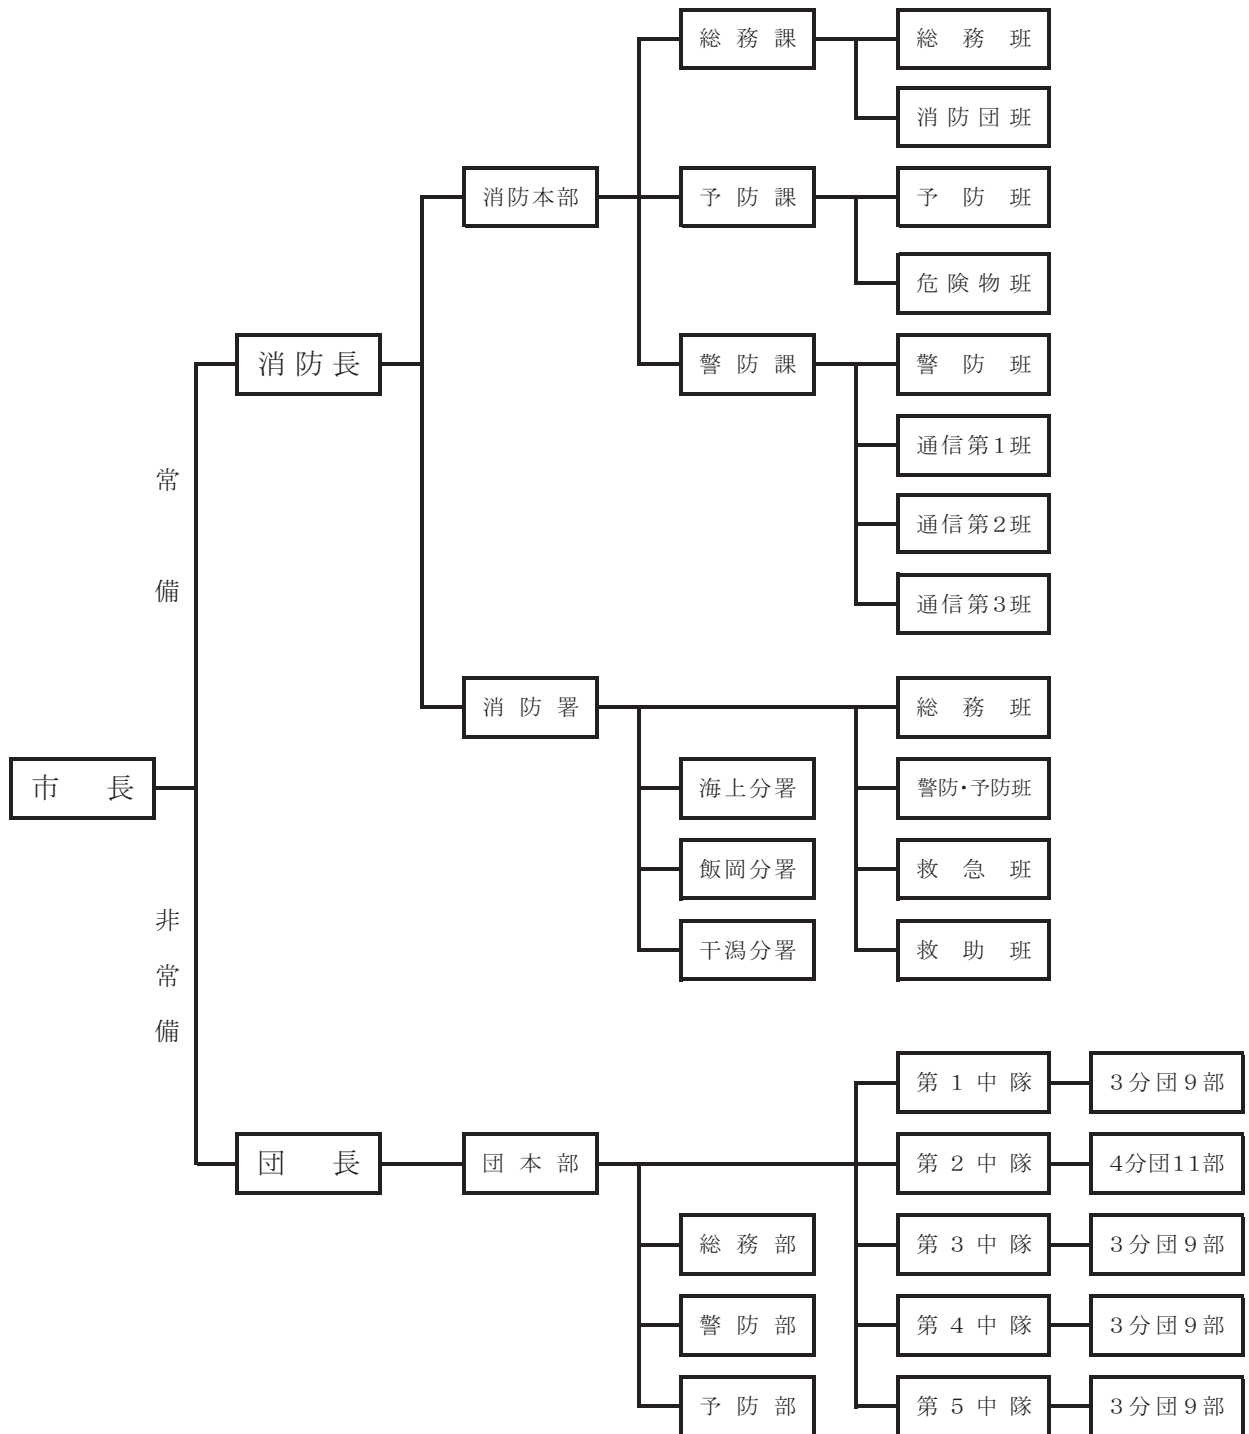 総務課
総務班
消防団班
消防本部
予防課
予防班
危険物班
消防長
警防課
警防班
通信第1班
通信第2班
通信第3班
常備
消防署
総務班
市長
海上分署
警防・予防班
飯岡分署
救急班
干潟分署
救助班
非常備
第1中隊
3分団9部
団長
団本部
第2中隊
4分団11部
総務部
第3中隊
3分団9部
警防部
第4中隊
3分団9部
予防部
第5中隊
3分団9部